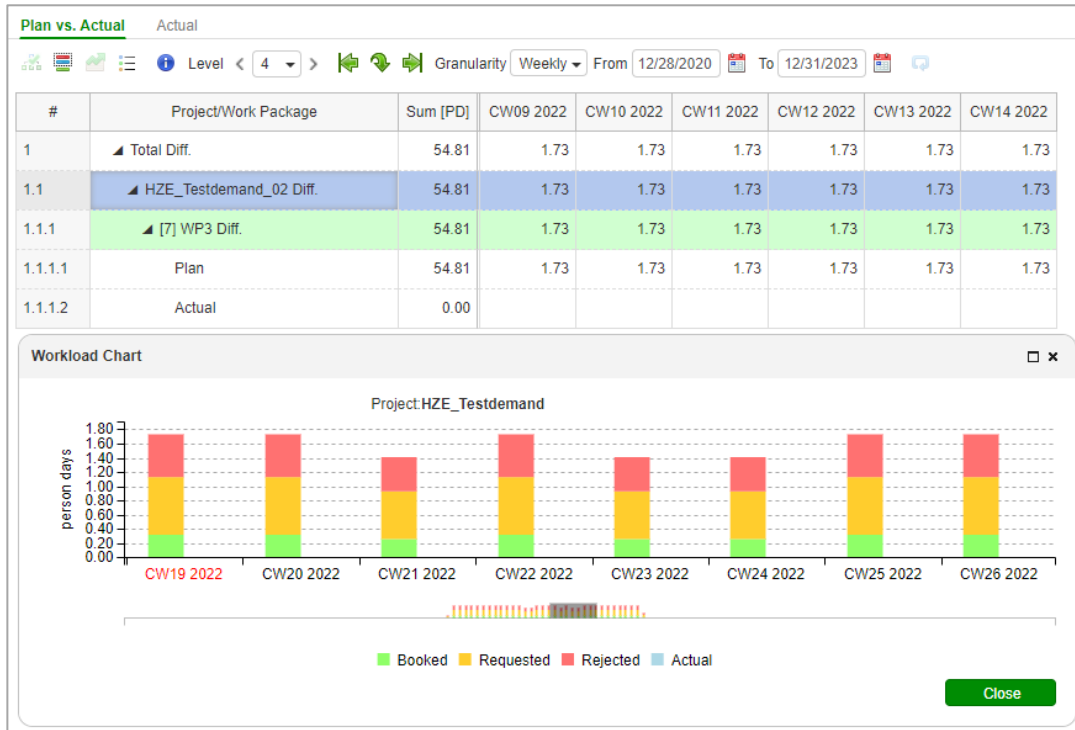 Plan vs. Actual Actual
Level < 4 > Granularity Weekly From 12/28/2020 To 12/31/2023
# Project/Work Package Sum [PD] CW09 2022 CW10 2022 CW11 2022 CW12 2022 CW13 2022 CW14 2022
1 Total Diff. 54.81 1.73 1.73 1.73 1.73 1.73 1.73
1.1 HZE_Testdemand_02 Diff. 54.81 1.73 1.73 1.73 1.73 1.73 1.73
1.1.1 [7] WP3 Diff. 54.81 1.73 1.73 1.73 1.73 1.73 1.73
1.1.1.1 Plan 54.81 1.73 1.73 1.73 1.73 1.73 1.73
1.1.1.2 Actual 0.00
Workload Chart
Project:HZE_Testdemand
person days
1.80
1.60
1.40
1.20
1.00
0.80
0.60
0.40
0.20
0.00
CW19 2022 CW20 2022 CW21 2022 CW22 2022 CW23 2022 CW24 2022 CW25 2022 CW26 2022
Booked Requested Rejected Actual
Close